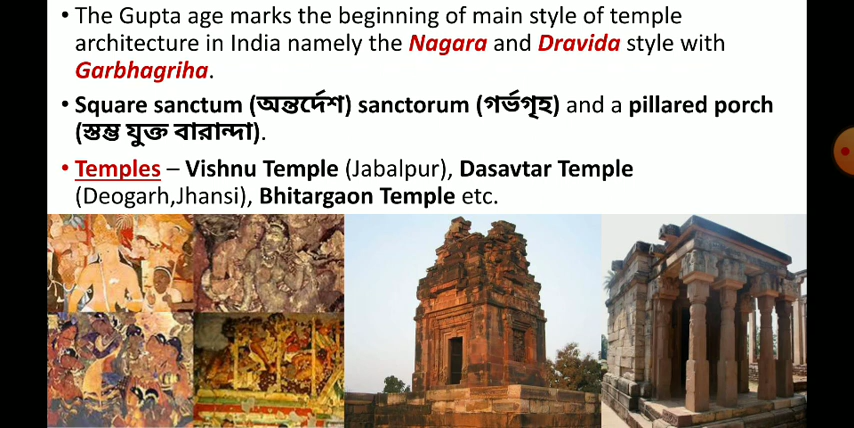 • The Gupta age marks the beginning of main style of temple
architecture in India namely the Nagara and Dravida style with
Garbhagriha.
• Square sanctum (অন্তর্দেশ) sanctorum (গর্ভগৃহ) and a pillared porch
(স্তম্ভ যুক্ত বারান্দা).
• Temples – Vishnu Temple (Jabalpur), Dasavtar Temple
(Deogarh,Jhansi), Bhitargaon Temple etc.